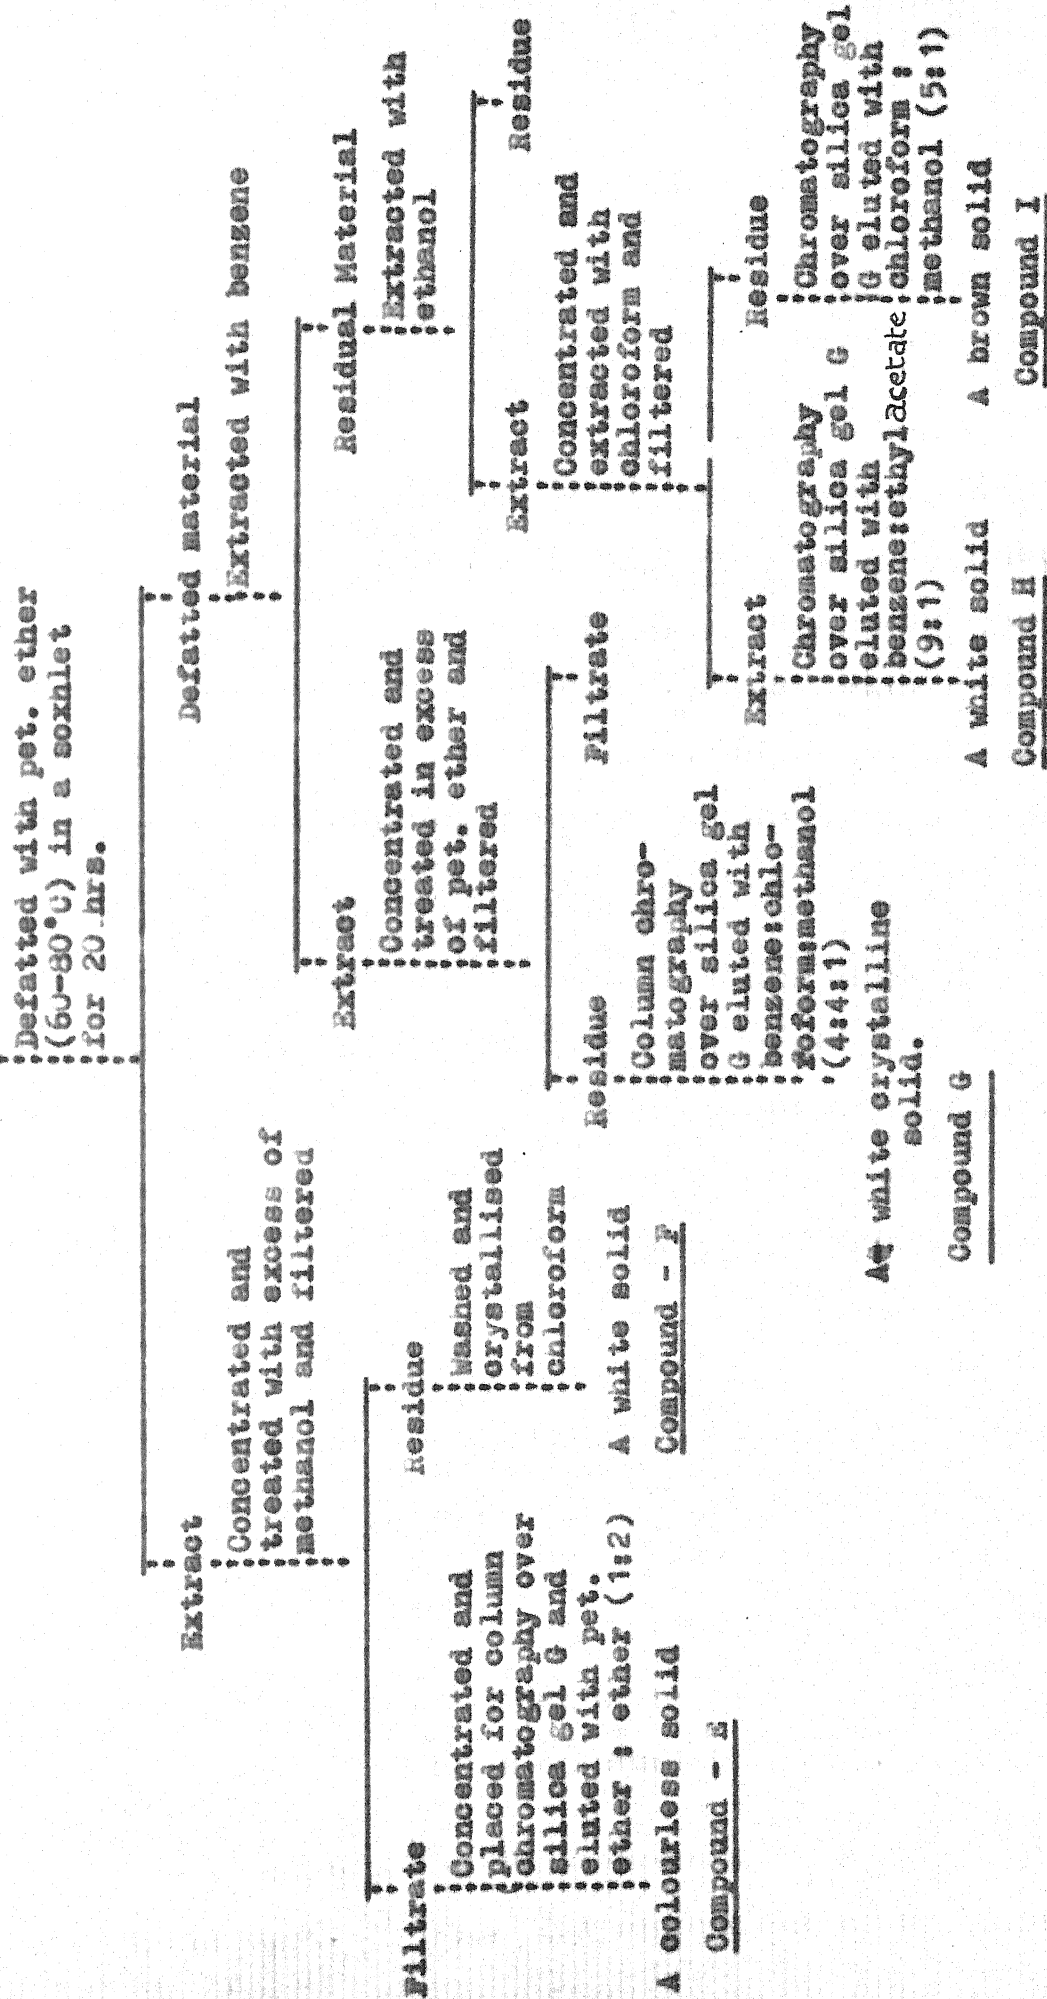 Defatted with pet. ether
(60-80°C) in a soxhlet
for 20 hrs.
Extract
Concentrated and
treated with excess of
methanol and filtered
Filtrate
Concentrated and
placed for column
chromatography over
silica gel G and
eluted with pet.
ether : ether (1:2)
A colourless solid
Compound - E
Residue
Washed and
crystallised
from
chloroform
A white solid
Compound - F
Defatted material
Extracted with benzene
Extract
Concentrated and
treated in excess
of pet. ether and
filtered
Residue
Column chro-
matography
over silica gel
G eluted with
benzene:chlo-
roform:methanol
(4:4:1)
A white crystalline
solid.
Compound G
Filtrate
Residual Material
Extracted with
ethanol
Extract
Concentrated and
extracted with
chloroform and
filtered
Extract
Chromatography
over silica gel G
eluted with
benzene:ethylacetate
(9:1)
A white solid
Compound H
Residue
Chromatography
over silica gel
G eluted with
chloroform :
methanol (5:1)
A brown solid
Compound I
Residue